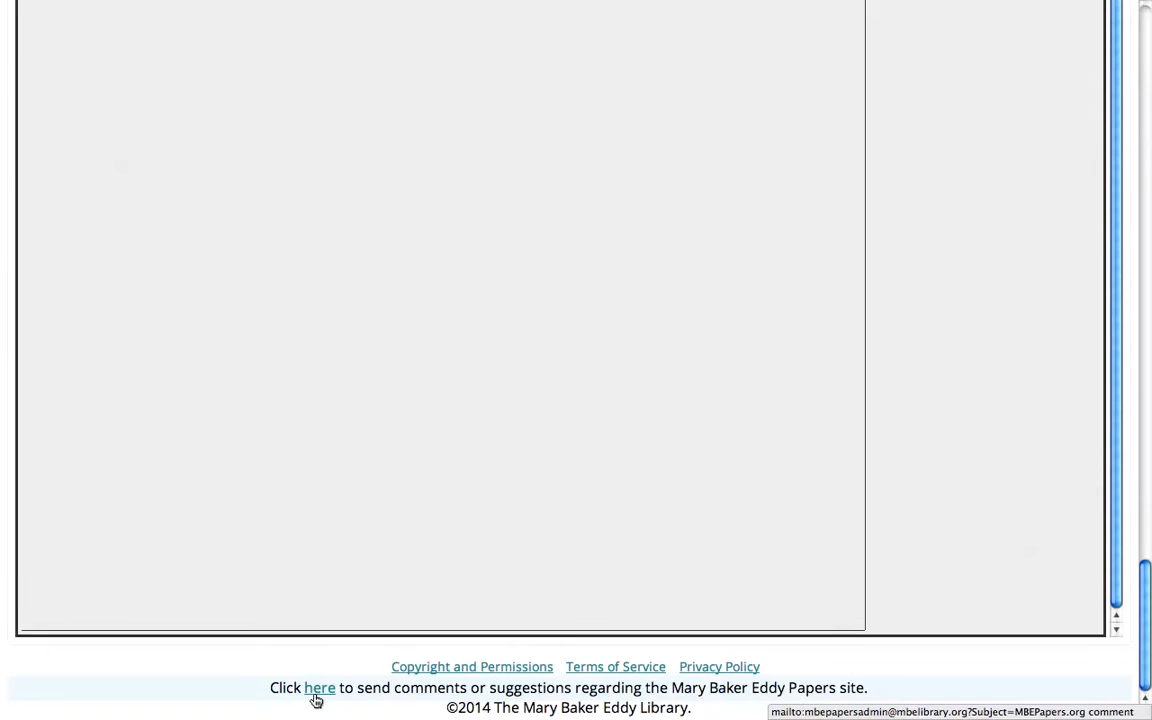 Copyright and Permissions Terms of Service Privacy Policy
Click here to send comments or suggestions regarding the Mary Baker Eddy Papers site.
©2014 The Mary Baker Eddy Library.
mailto:mbepapersadmin@mbelibrary.org?Subject=MBEPapers.org comment